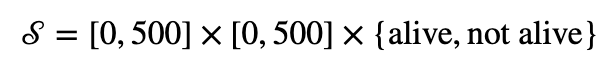 𝒮 = [0, 500] × [0, 500] × {alive, not alive}